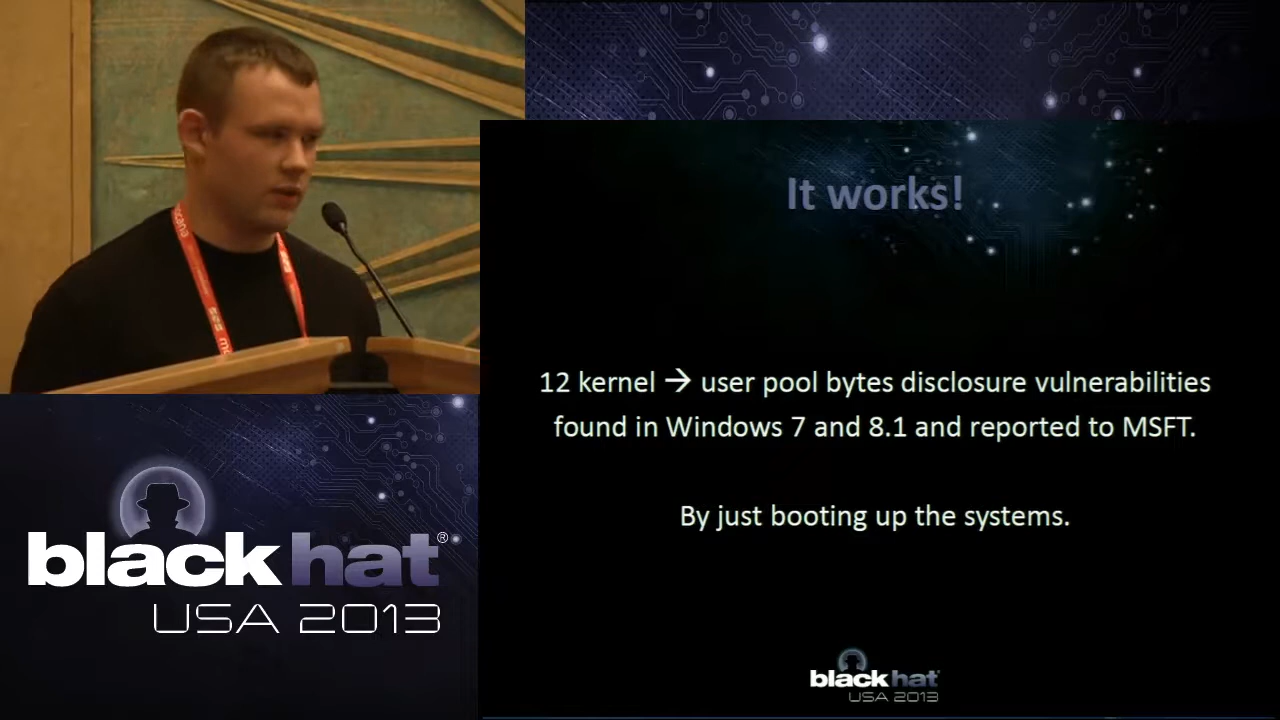 It works!
12 kernel → user pool bytes disclosure vulnerabilities
found in Windows 7 and 8.1 and reported to MSFT.
By just booting up the systems.
black hat®
USA 2013
black hat®
USA 2013